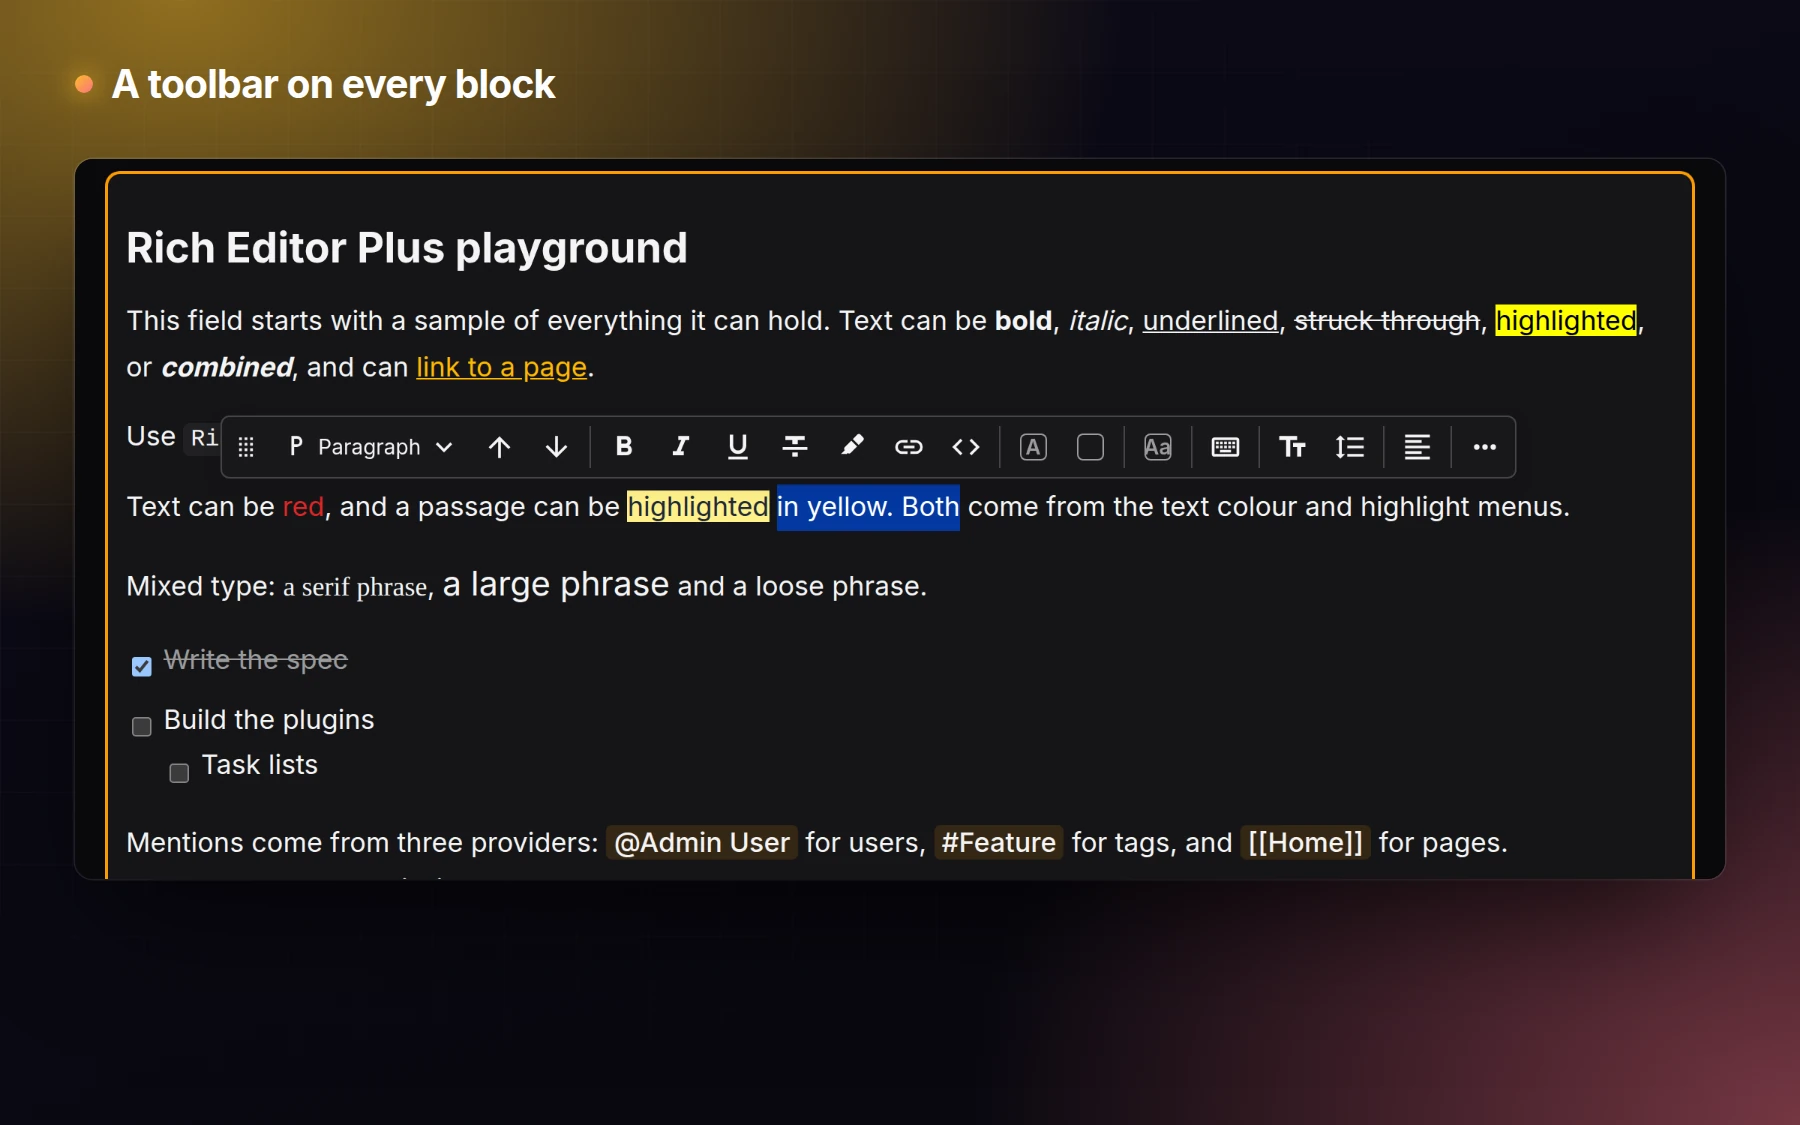 A toolbar on every block
Rich Editor Plus playground
This field starts with a sample of everything it can hold. Text can be bold, italic, underlined, struck through, highlighted,
or combined, and can link to a page.
Use Ri
P Paragraph B I U A Aa Tт
Text can be red, and a passage can be highlighted in yellow. Both come from the text colour and highlight menus.
Mixed type: a serif phrase, a large phrase and a loose phrase.
Write the spec
Build the plugins
Task lists
Mentions come from three providers: @Admin User for users, #Feature for tags, and [[Home]] for pages.